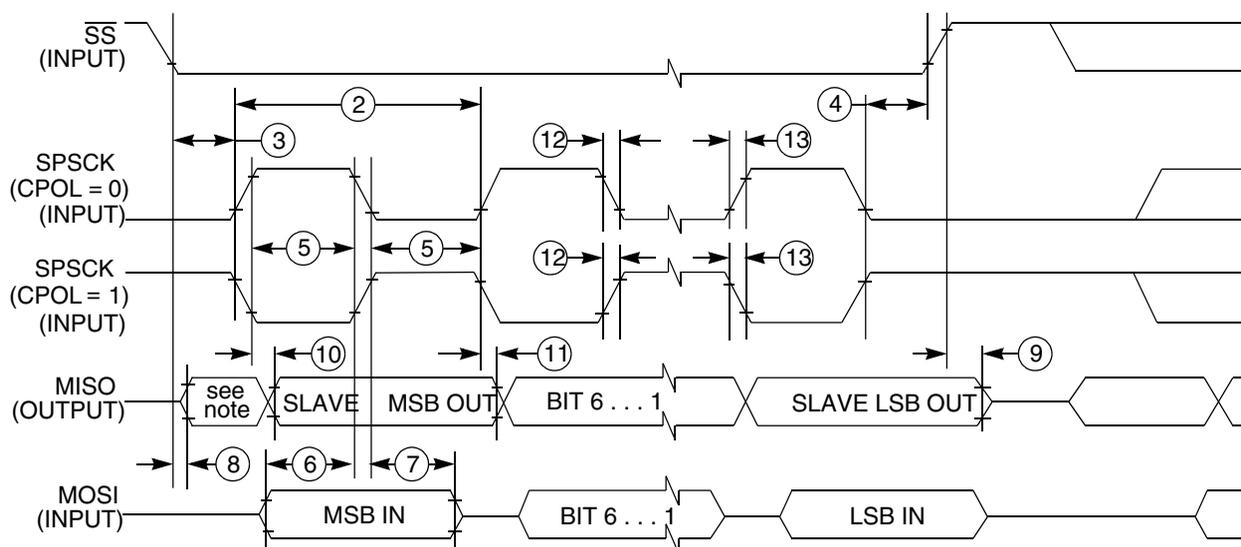 SS
(INPUT)
2
4
3
12
13
SPSCK
(CPOL = 0)
(INPUT)
5
5
SPSCK
(CPOL = 1)
(INPUT)
12
13
10
11
9
MISO
(OUTPUT)
see
note
SLAVE MSB OUT
BIT 6 . . . 1
SLAVE LSB OUT
8
6
7
MOSI
(INPUT)
MSB IN
BIT 6 . . . 1
LSB IN